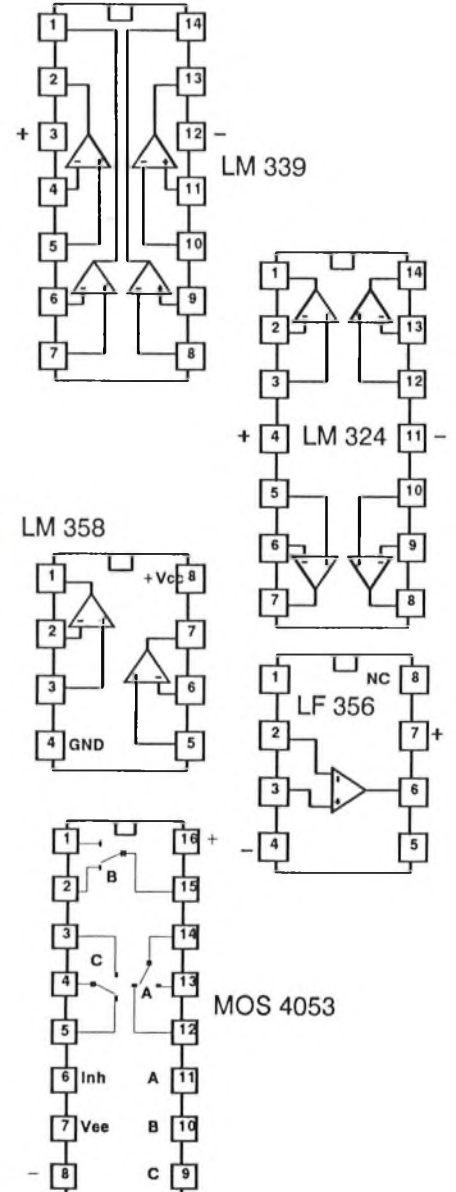 1 14
2 13
+ 3 12 –
LM 339
4 11
5 10
6 9
7 8
1 14
2 13
3 12
+ 4 LM 324 11 –
5 10
6 9
7 8
LM 358
1 +Vcc 8
2 7
3 6
4 GND 5
1 NC 8
LF 356
2 7 +
3 6
– 4 5
1 16 +
B
2 15
3 14
C
4 A 13
MOS 4053
5 12
6 Inh A 11
7 Vee B 10
– 8 C 9